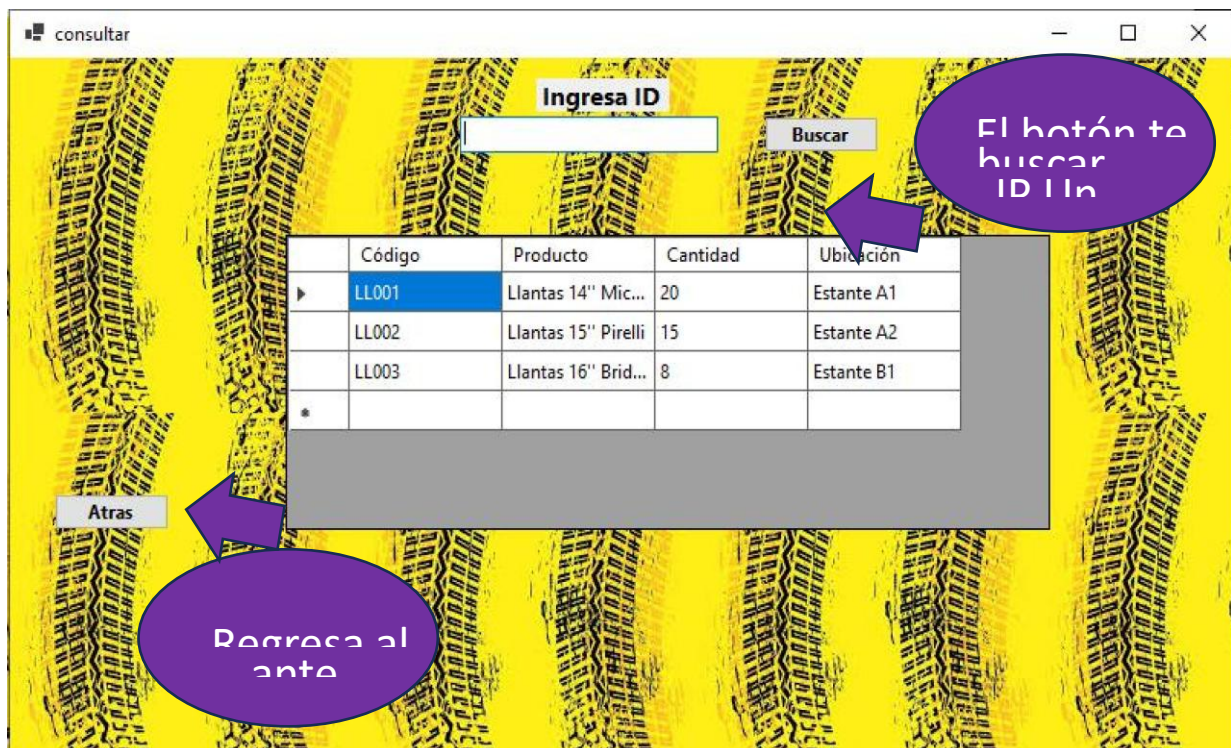 consultar
Ingresa ID
Buscar
El botón te
buscar
Código Producto Cantidad Ubicación
LL001 Llantas 14'' Mic... 20 Estante A1
LL002 Llantas 15'' Pirelli 15 Estante A2
LL003 Llantas 16'' Brid... 8 Estante B1
Atras
Regresa al
ante